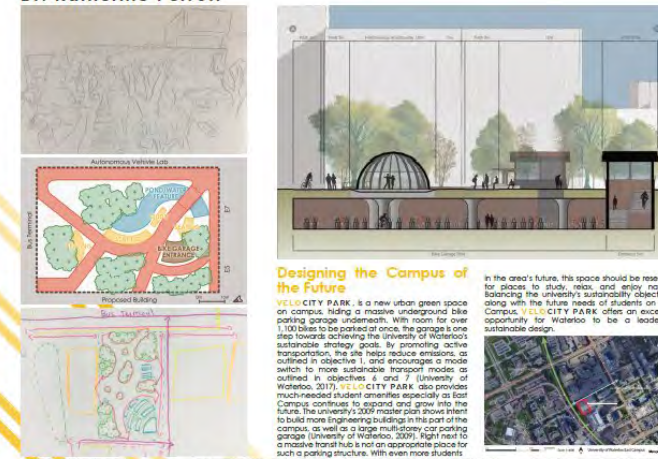 Autonomous Vehicle Lab
Bus Terminal
POND/WATER
FEATURE
BIKE GARAGE
ENTRANCE
E7
E5
Proposed Building
Bus Terminal
Designing the Campus of
the Future
VELOCITY PARK, is a new urban green space
on campus, hiding a massive underground bike
parking garage underneath. With room for over
1,100 bikes to be parked at once, the garage is one
step towards achieving the University of Waterloo's
sustainable strategy goals. By promoting active
transportation, the site helps reduce emissions, as
outlined in objective 1, and encourages a mode
switch to more sustainable transport modes as
outlined in objectives 6 and 7 (University of
Waterloo, 2017). VELOCITY PARK also provides
much-needed student amenities especially as East
Campus continues to expand and grow into the
future. The university's 2009 master plan shows intent
to build more Engineering buildings in this part of the
campus, as well as a large multi-storey car parking
garage (University of Waterloo, 2009). Right next to
a massive transit hub is not an appropriate place for
such a parking structure. With even more students
in the area's future, this space should be rese
for places to study, relax, and enjoy na
Balancing the university's sustainability object
along with the future needs of students on
Campus, VELOCITY PARK offers an exce
opportunity for Waterloo to be a leade
sustainable design.
University of Waterloo East Campus